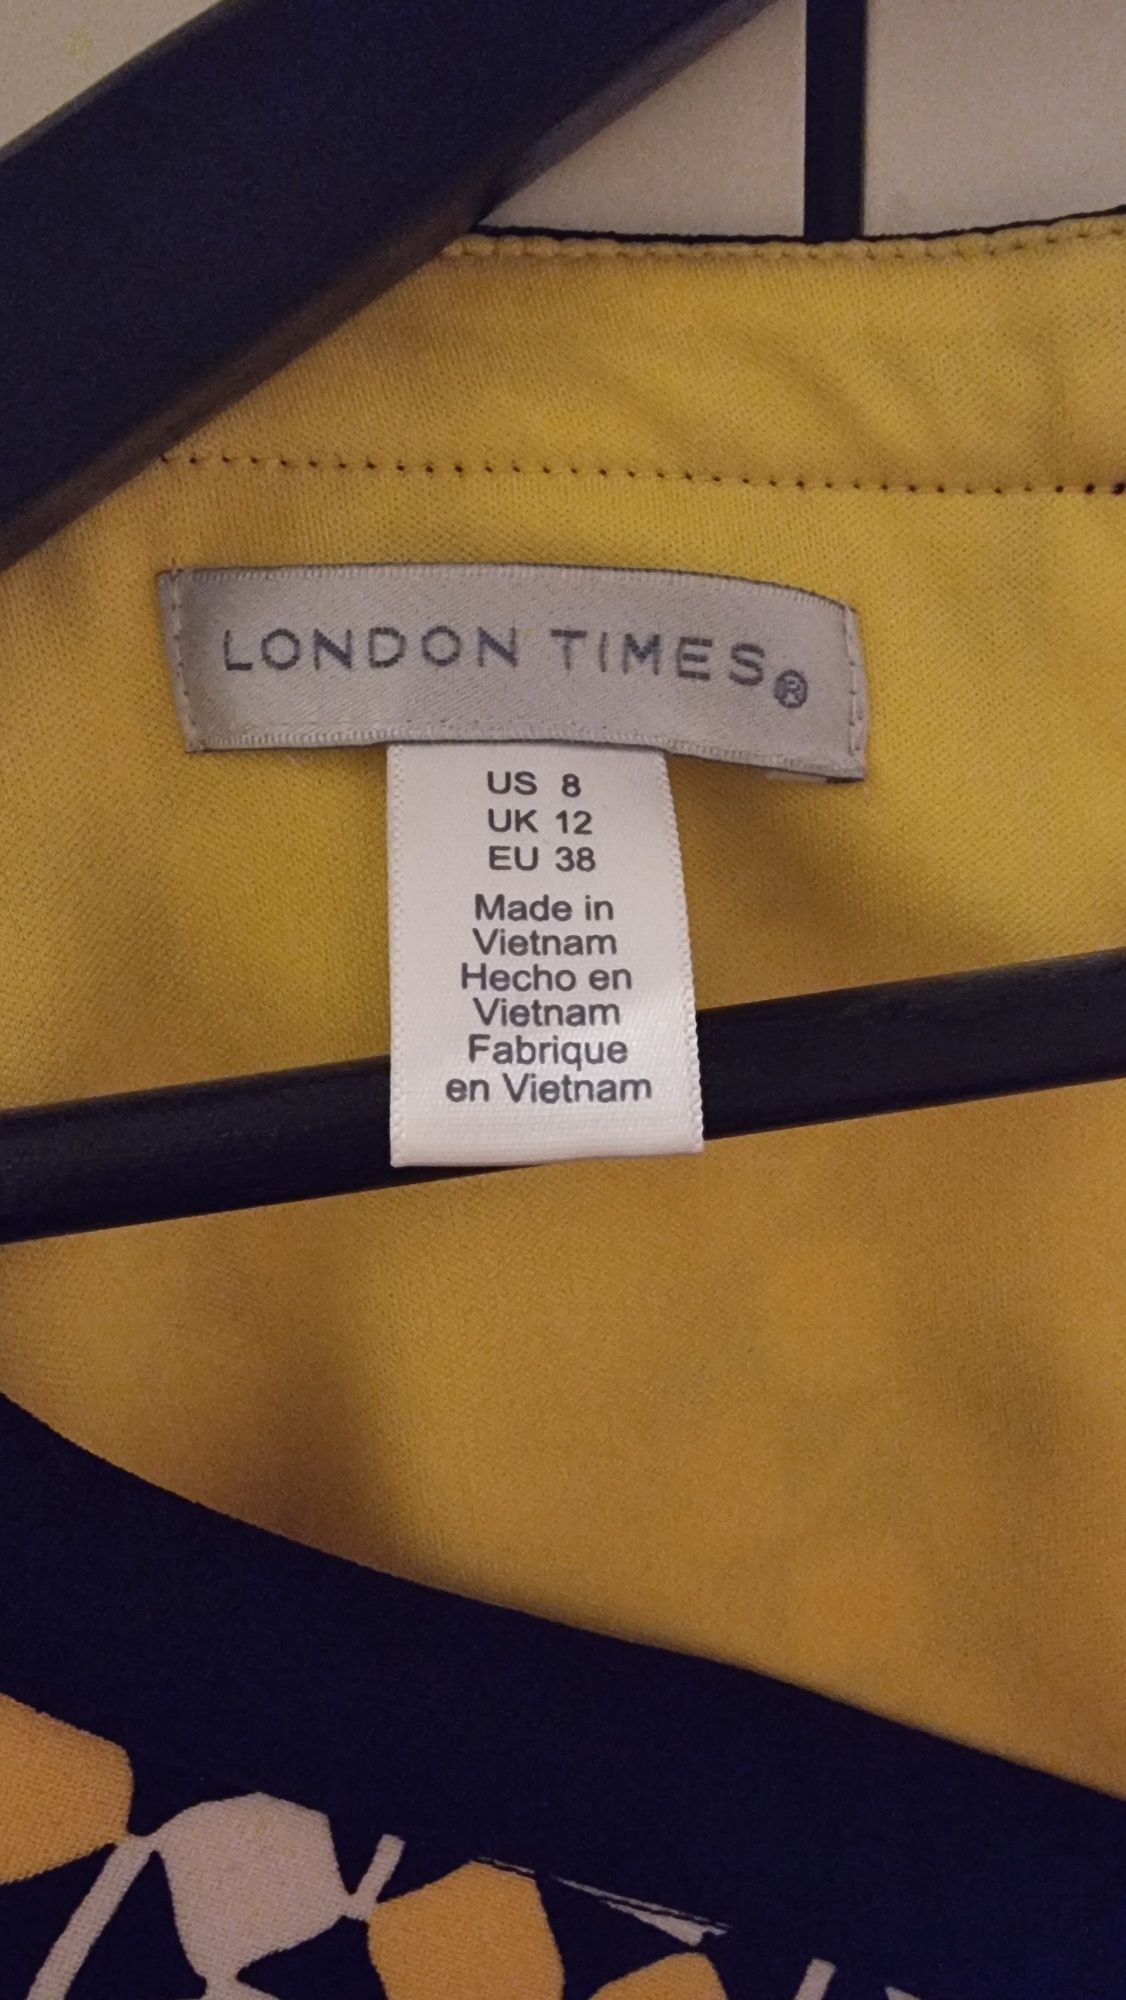 LONDON TIMES®
US 8
UK 12
EU 38
Made in
Vietnam
Hecho en
Vietnam
Fabrique
en Vietnam